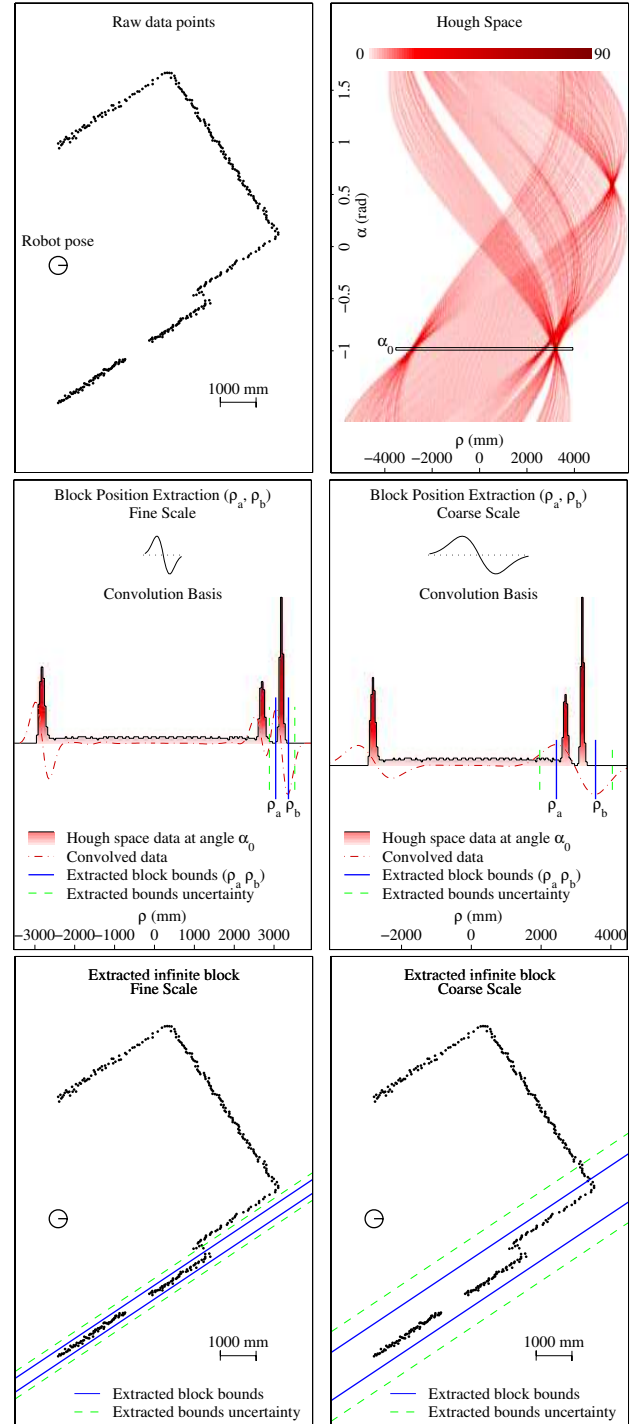 Raw data points
Robot pose
1000 mm
Hough Space
0 90
1.5
1
0.5
0
−0.5
−1
α (rad)
α0
ρ (mm)
−4000 −2000 0 2000 4000
Block Position Extraction (ρa, ρb)
Fine Scale
Convolution Basis
ρa ρb
Hough space data at angle α0
Convolved data
Extracted block bounds (ρa ρb)
Extracted bounds uncertainty
ρ (mm)
−3000 −2000 −1000 0 1000 2000 3000
Block Position Extraction (ρa, ρb)
Coarse Scale
Convolution Basis
ρa ρb
Hough space data at angle α0
Convolved data
Extracted block bounds (ρa ρb)
Extracted bounds uncertainty
ρ (mm)
−2000 0 2000 4000
Extracted infinite block
Fine Scale
1000 mm
Extracted block bounds
Extracted bounds uncertainty
Extracted infinite block
Coarse Scale
1000 mm
Extracted block bounds
Extracted bounds uncertainty